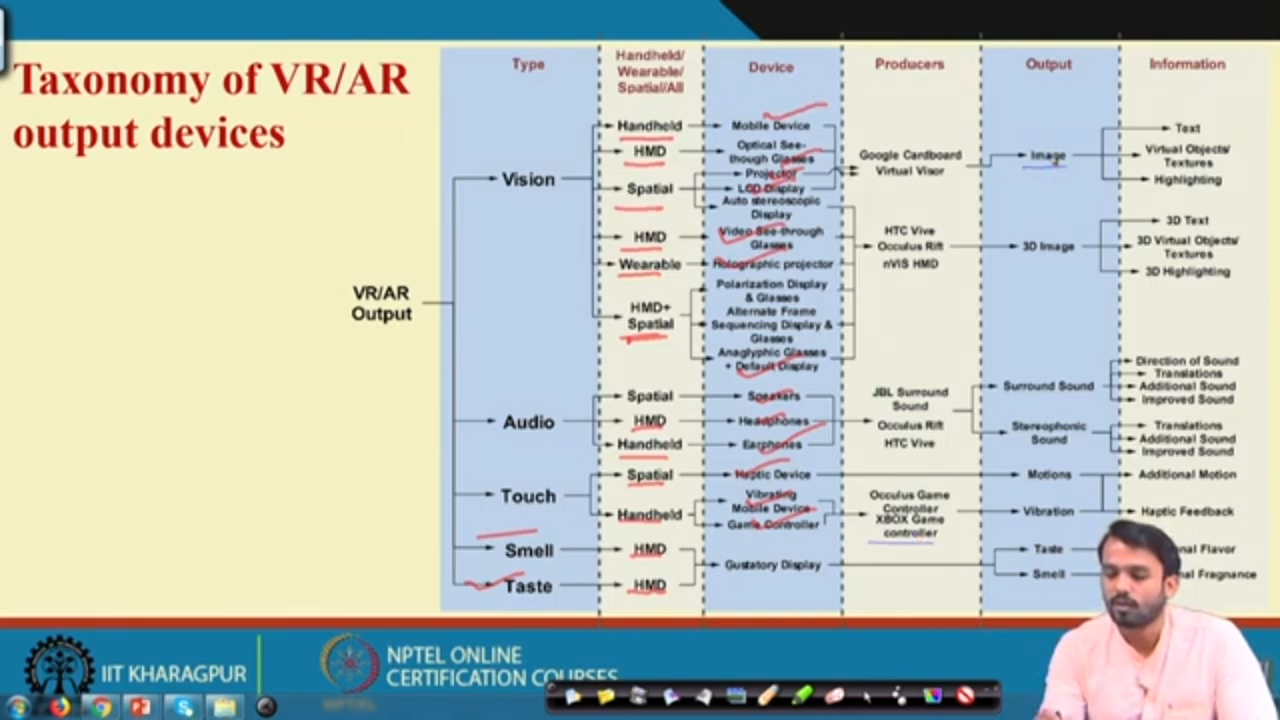 Taxonomy of VR/AR
output devices
Type
Handheld/
Wearable/
Spatial/All
Device
Producers
Output
Information
VR/AR
Output
Vision
Handheld
Mobile Device
HMD
Optical See-
though Glasses
Spatial
Projector
LCD Display
Auto stereoscopic
Display
Google Cardboard
Virtual Visor
Image
Text
Virtual Objects/
Textures
Highlighting
HMD
Video See-through
Glasses
Wearable
Holographic projector
HMD+
Spatial
Polarization Display
& Glasses
Alternate Frame
Sequencing Display &
Glasses
Anaglyphic Glasses
+ Default Display
HTC Vive
Occulus Rift
nVIS HMD
3D Image
3D Text
3D Virtual Objects/
Textures
3D Highlighting
Audio
Spatial
Speakers
HMD
Headphones
Handheld
Earphones
JBL Surround
Sound
Occulus Rift
HTC Vive
Surround Sound
Direction of Sound
Translations
Additional Sound
Improved Sound
Stereophonic
Sound
Translations
Additional Sound
Improved Sound
Touch
Spatial
Haptic Device
Motions
Additional Motion
Handheld
Vibrating
Mobile Device
Game Controller
Occulus Game
Controller
XBOX Game
controller
Vibration
Haptic Feedback
Smell
HMD
Taste
HMD
Gustatory Display
Taste
Flavor
Smell
Fragrance
IIT KHARAGPUR
NPTEL ONLINE
CERTIFICATION COURSES